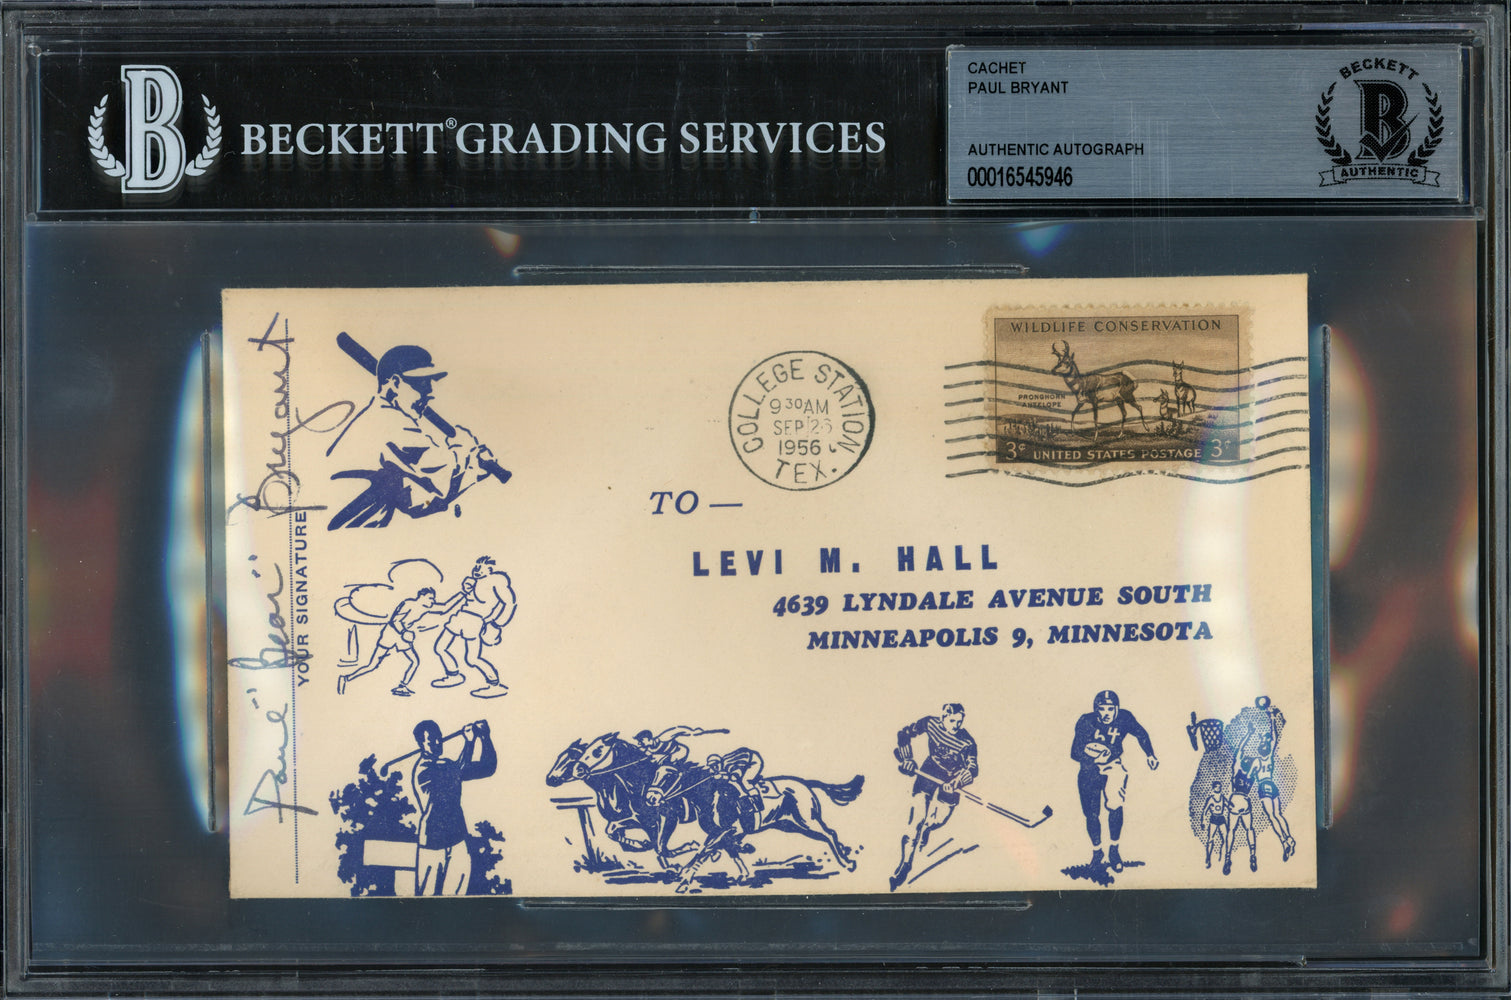 BECKETT® GRADING SERVICES
B
CACHET
PAUL BRYANT
AUTHENTIC AUTOGRAPH
00016545946
BECKETT
B
AUTHENTIC
Paul "Bear" Bryant
YOUR SIGNATURE
COLLEGE STATION
9 30 AM
SEP 26
1956
TEX.
WILDLIFE CONSERVATION
PRONGHORN
ANTELOPE
3¢ UNITED STATES POSTAGE 3¢
TO —
LEVI M. HALL
4639 LYNDALE AVENUE SOUTH
MINNEAPOLIS 9, MINNESOTA
64